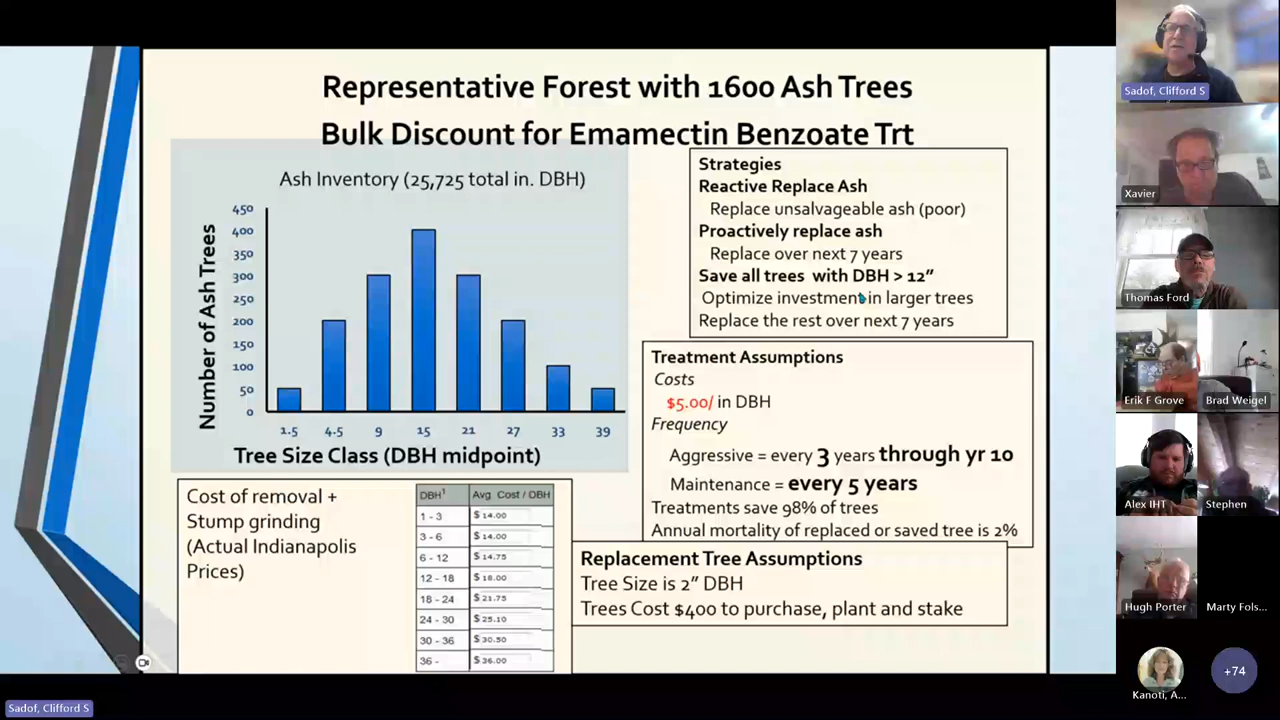 Representative Forest with 1600 Ash Trees
Bulk Discount for Emamectin Benzoate Trt
Ash Inventory (25,725 total in. DBH)
Number of Ash Trees
450
400
350
300
250
200
150
100
50
0
1.5 4.5 9 15 21 27 33 39
Tree Size Class (DBH midpoint)
Strategies
Reactive Replace Ash
Replace unsalvageable ash (poor)
Proactively replace ash
Replace over next 7 years
Save all trees with DBH > 12”
Optimize investment in larger trees
Replace the rest over next 7 years
Treatment Assumptions
Costs
$5.00/ in DBH
Frequency
Aggressive = every 3 years through yr 10
Maintenance = every 5 years
Treatments save 98% of trees
Annual mortality of replaced or saved tree is 2%
Cost of removal +
Stump grinding
(Actual Indianapolis
Prices)
DBH¹ Avg Cost / DBH
1 - 3 $ 14.00
3 - 6 $ 14.00
6 - 12 $ 14.75
12 - 18 $ 18.00
18 - 24 $ 21.75
24 - 30 $ 25.10
30 - 36 $ 30.50
36 - $ 36.00
Replacement Tree Assumptions
Tree Size is 2” DBH
Trees Cost $400 to purchase, plant and stake
Sadof, Clifford S
Sadof, Clifford S
Xavier
Thomas Ford
Erik F Grove
Brad Weigel
Alex IHT
Stephen
Hugh Porter
Marty Fols...
Kanoti, A...
+74